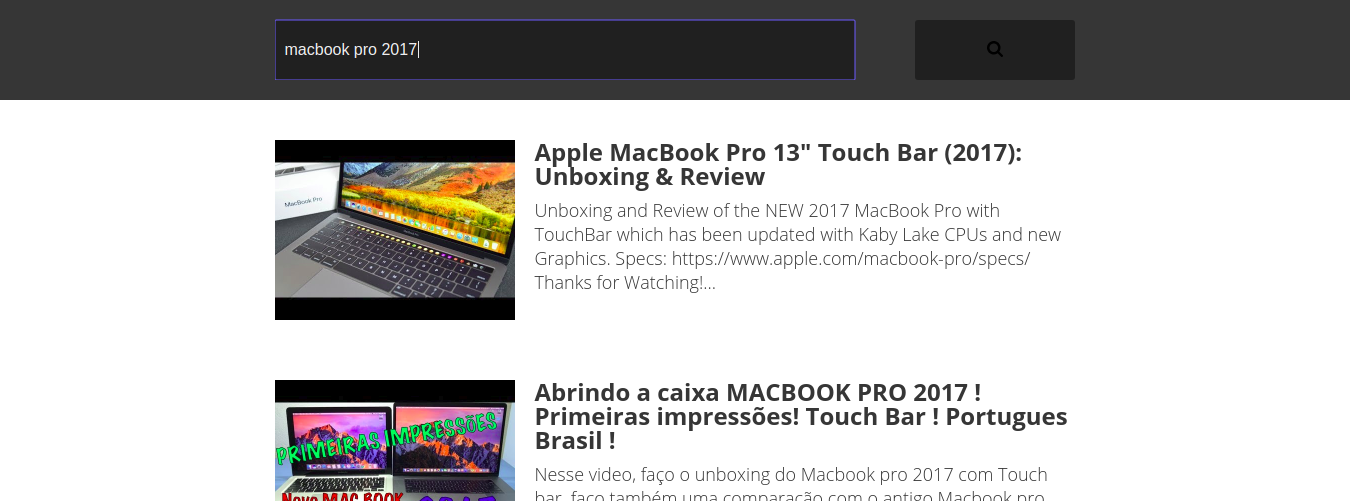 macbook pro 2017
Apple MacBook Pro 13" Touch Bar (2017):
Unboxing & Review
MacBook Pro
Unboxing and Review of the NEW 2017 MacBook Pro with
TouchBar which has been updated with Kaby Lake CPUs and new
Graphics. Specs: https://www.apple.com/macbook-pro/specs/
Thanks for Watching!...
Abrindo a caixa MACBOOK PRO 2017 !
Primeiras impressões! Touch Bar ! Portugues
Brasil !
PRIMEIRAS IMPRESSÕES
Novo MAC BOOK
2017
Nesse video, faço o unboxing do Macbook pro 2017 com Touch
bar, faço também uma comparação com o antigo Macbook pro